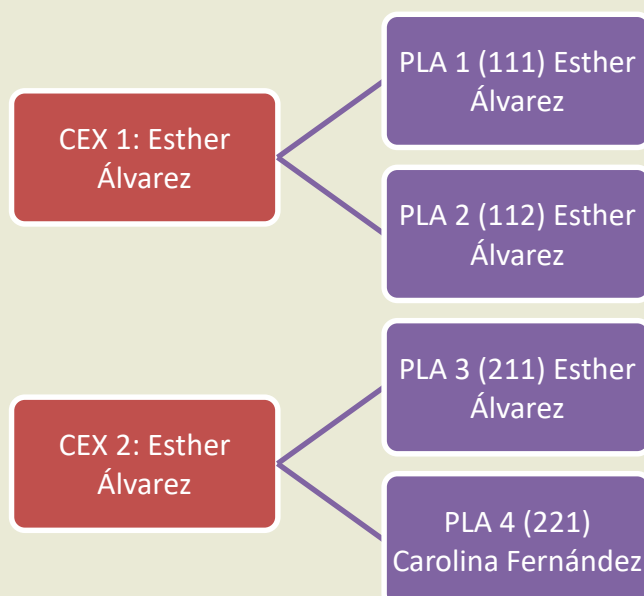 CEX 1: Esther
Álvarez
PLA 1 (111) Esther
Álvarez
PLA 2 (112) Esther
Álvarez
CEX 2: Esther
Álvarez
PLA 3 (211) Esther
Álvarez
PLA 4 (221)
Carolina Fernández